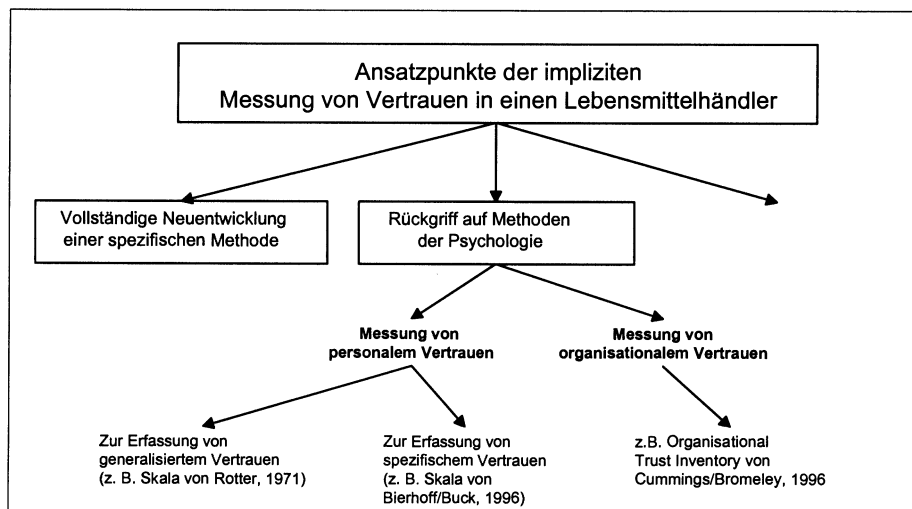 Ansatzpunkte der impliziten
Messung von Vertrauen in einen Lebensmittelhändler
Vollständige Neuentwicklung
einer spezifischen Methode
Rückgriff auf Methoden
der Psychologie
Messung von
personalem Vertrauen
Messung von
organisationalem Vertrauen
Zur Erfassung von
generalisiertem Vertrauen
(z. B. Skala von Rotter, 1971)
Zur Erfassung von
spezifischem Vertrauen
(z. B. Skala von
Bierhoff/Buck, 1996)
z.B. Organisational
Trust Inventory von
Cummings/Bromeley, 1996